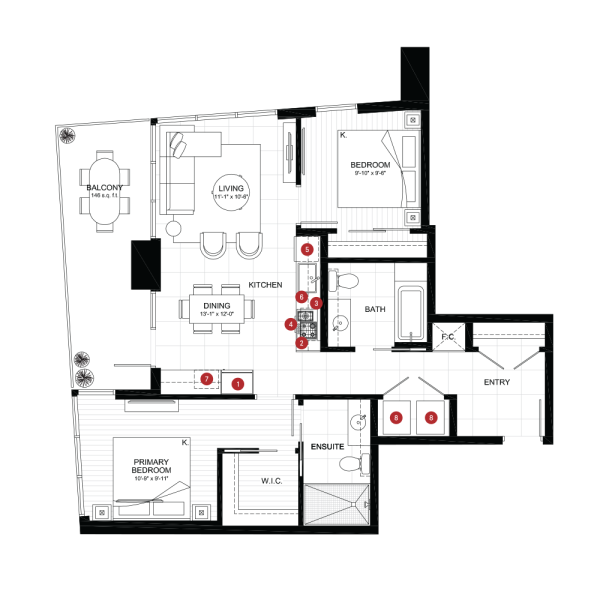 K.
BEDROOM
9'-10" x 9'-8"
BALCONY
146 s.q. f.t
LIVING
11'-1" x 10'-8"
5
KITCHEN
6
3
DINING
13'-1" x 12'-0"
BATH
4
2
F.C.
7
1
ENTRY
8
8
K.
ENSUITE
PRIMARY
BEDROOM
10'-9" x 9'-11"
W.I.C.